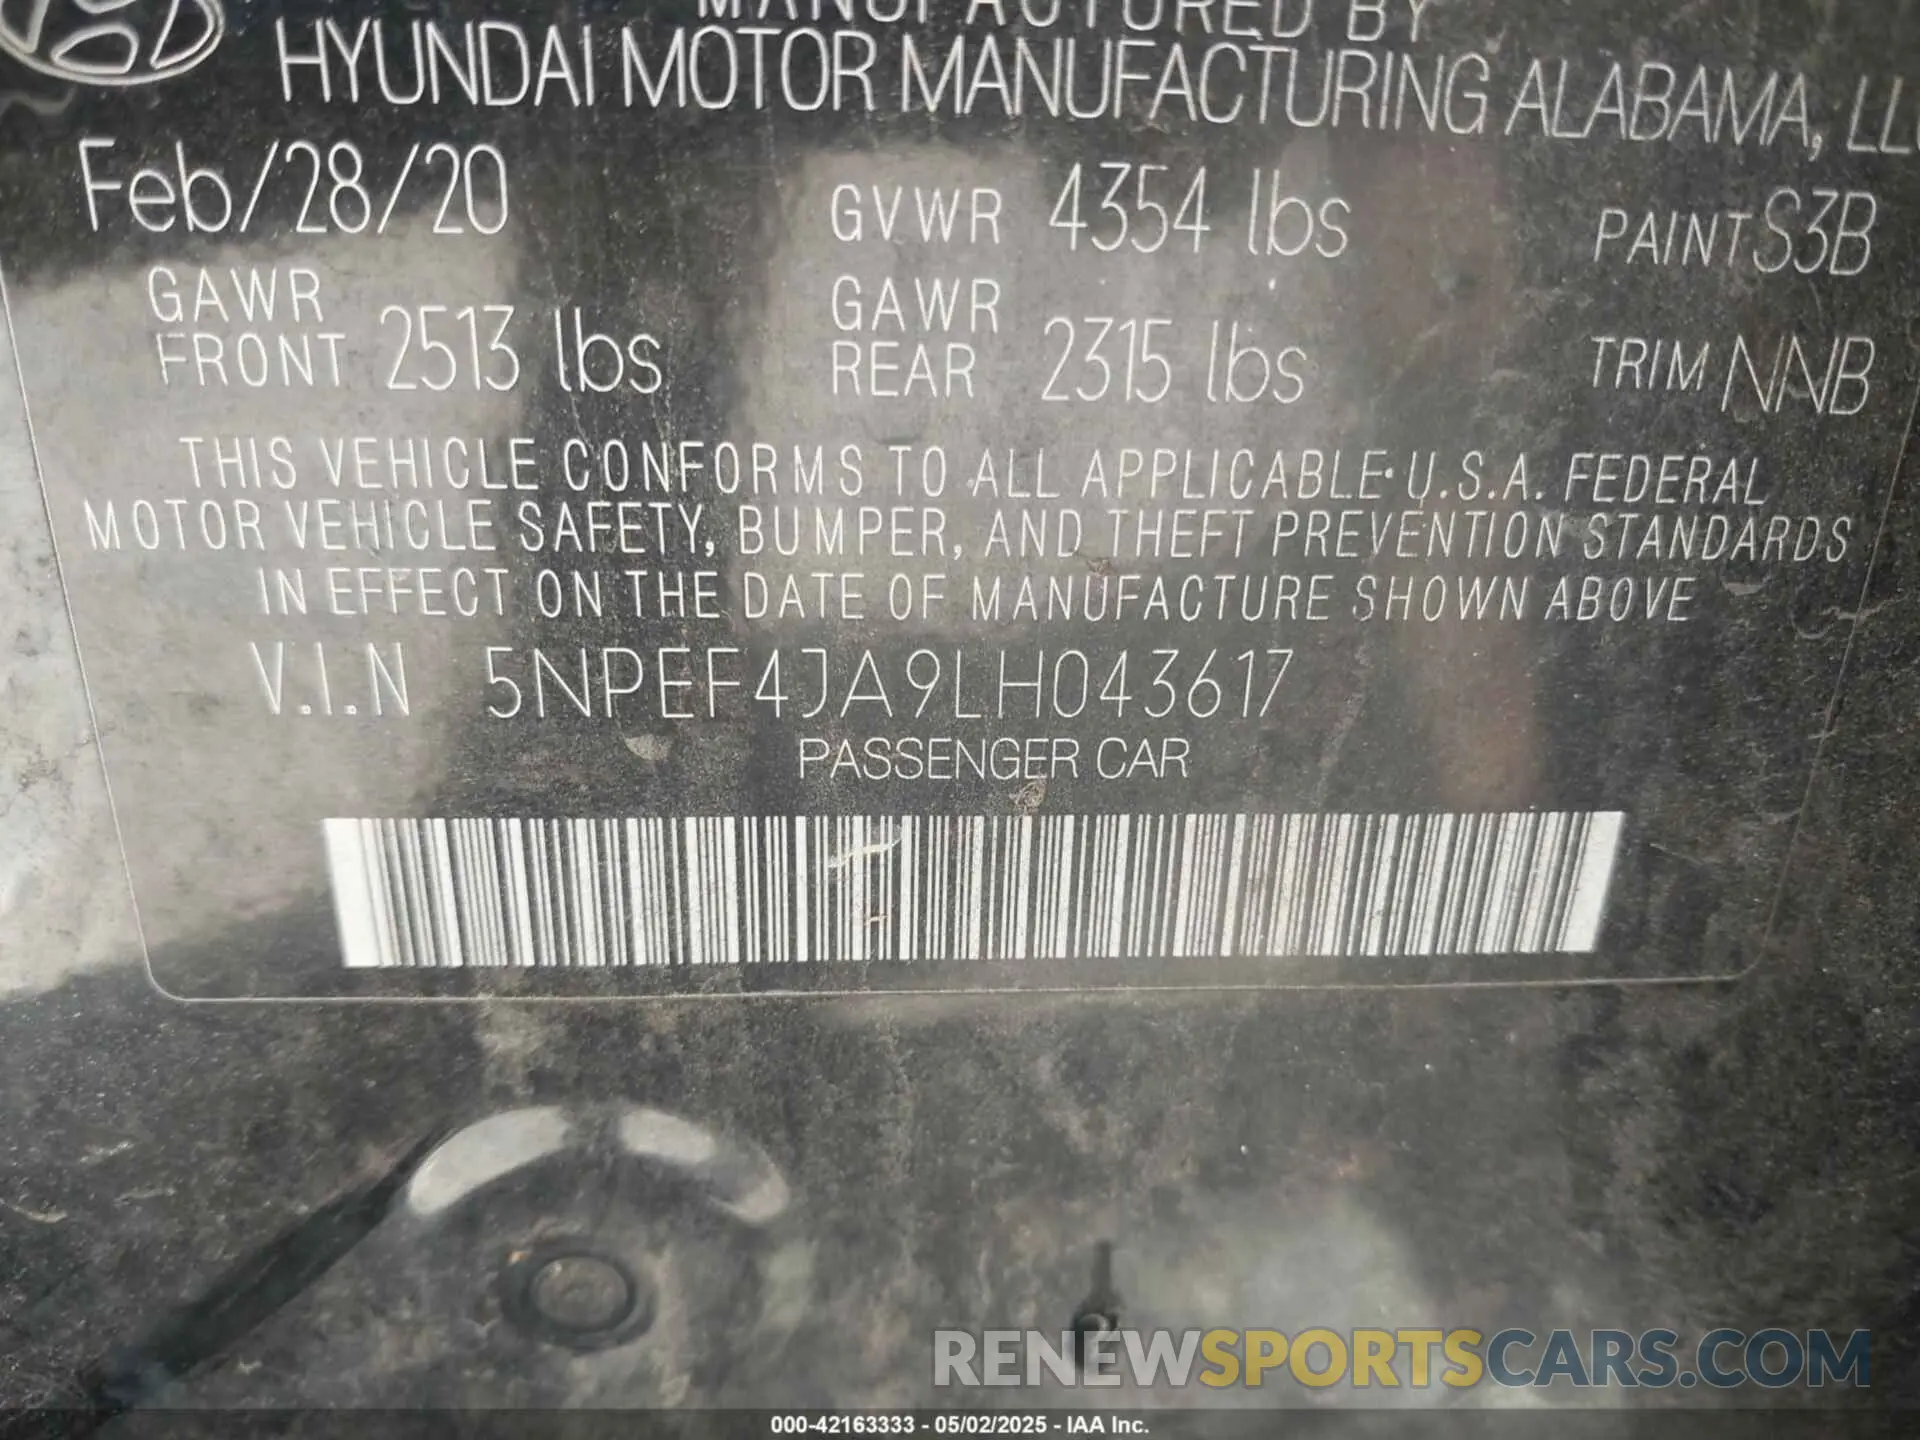 MANUFACTURED BY
HYUNDAI MOTOR MANUFACTURING ALABAMA, LLC
Feb/28/20
GVWR 4354 lbs
PAINT S3B
GAWR FRONT 2513 lbs
GAWR REAR 2315 lbs
TRIM NNB
THIS VEHICLE CONFORMS TO ALL APPLICABLE U.S.A. FEDERAL
MOTOR VEHICLE SAFETY, BUMPER, AND THEFT PREVENTION STANDARDS
IN EFFECT ON THE DATE OF MANUFACTURE SHOWN ABOVE
V.I.N 5NPEF4JA9LH043617
PASSENGER CAR
RENEWSPORTSCARS.COM
000-42163333 - 05/02/2025 - IAA Inc.